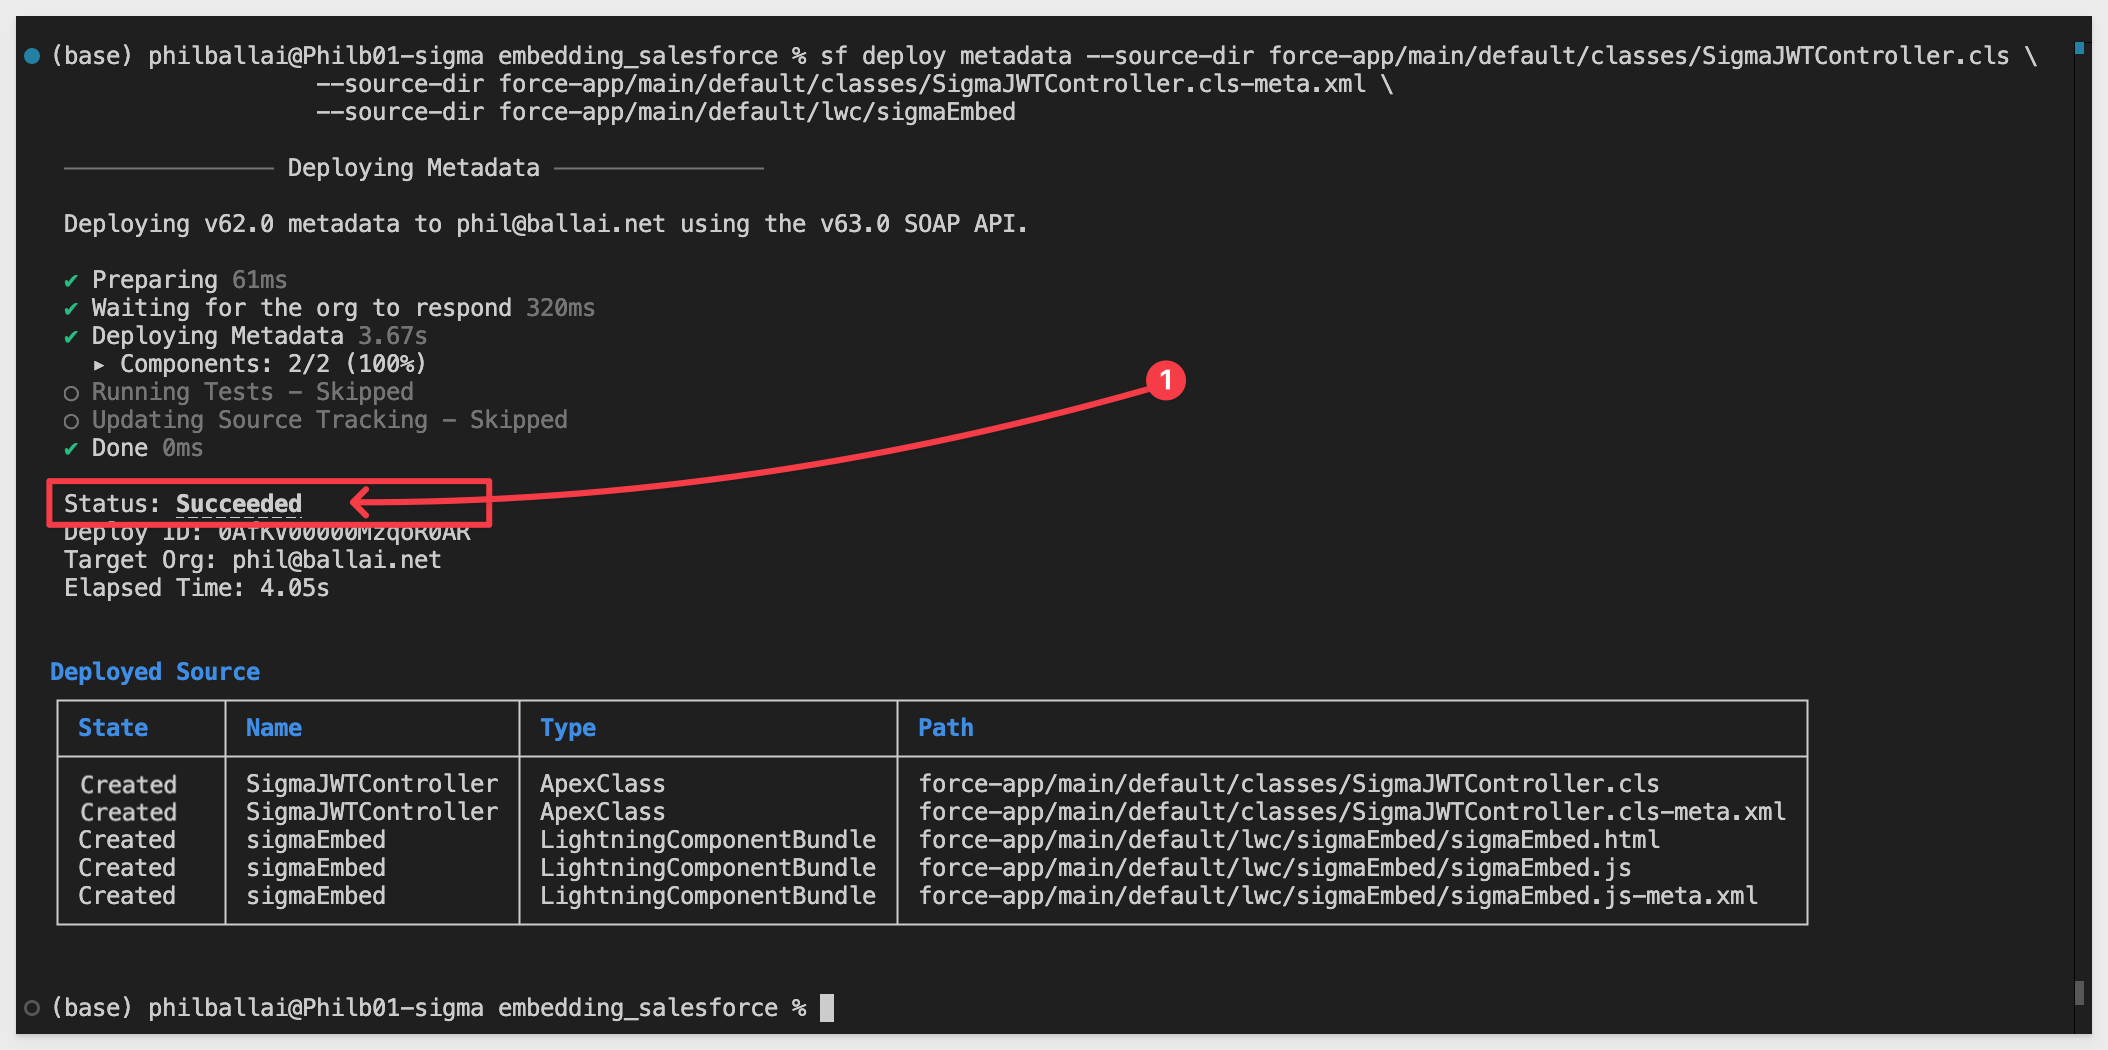 (base) philballai@Philb01-sigma embedding_salesforce % sf deploy metadata --source-dir force-app/main/default/classes/SigmaJWTController.cls \
--source-dir force-app/main/default/classes/SigmaJWTController.cls-meta.xml \
--source-dir force-app/main/default/lwc/sigmaEmbed
Deploying Metadata
Deploying v62.0 metadata to phil@ballai.net using the v63.0 SOAP API.
✔ Preparing 61ms
✔ Waiting for the org to respond 320ms
✔ Deploying Metadata 3.67s
▸ Components: 2/2 (100%)
○ Running Tests - Skipped
○ Updating Source Tracking - Skipped
✔ Done 0ms
1
Status: Succeeded
Deploy ID: 0AfKV00000MzqoR0AR
Target Org: phil@ballai.net
Elapsed Time: 4.05s
Deployed Source
State Name Type Path
Created SigmaJWTController ApexClass force-app/main/default/classes/SigmaJWTController.cls
Created SigmaJWTController ApexClass force-app/main/default/classes/SigmaJWTController.cls-meta.xml
Created sigmaEmbed LightningComponentBundle force-app/main/default/lwc/sigmaEmbed/sigmaEmbed.html
Created sigmaEmbed LightningComponentBundle force-app/main/default/lwc/sigmaEmbed/sigmaEmbed.js
Created sigmaEmbed LightningComponentBundle force-app/main/default/lwc/sigmaEmbed/sigmaEmbed.js-meta.xml
(base) philballai@Philb01-sigma embedding_salesforce %